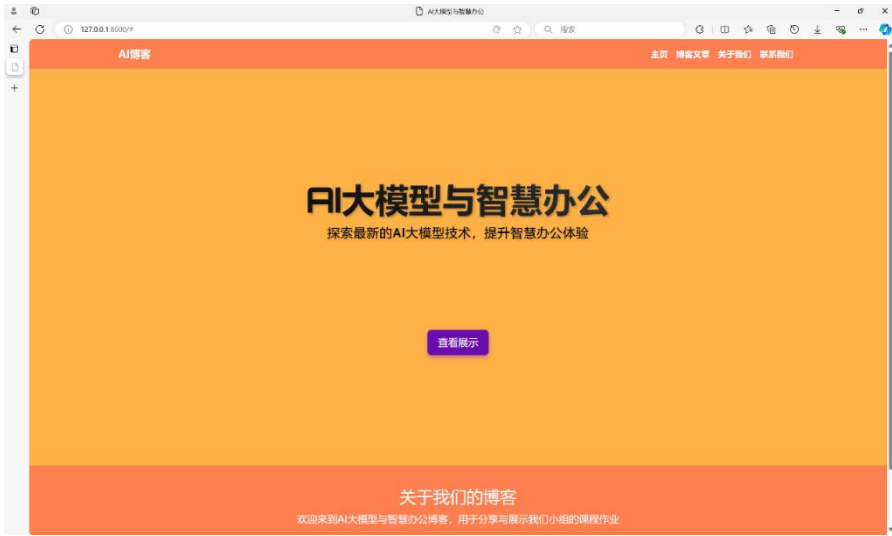 AI大模型与智慧办公
127.0.0.1:8000/#
搜索
AI博客
主页 博客文章 关于我们 联系我们
AI大模型与智慧办公
探索最新的AI大模型技术，提升智慧办公体验
查看展示
关于我们的博客
欢迎来到AI大模型与智慧办公博客，用于分享与展示我们小组的课程作业